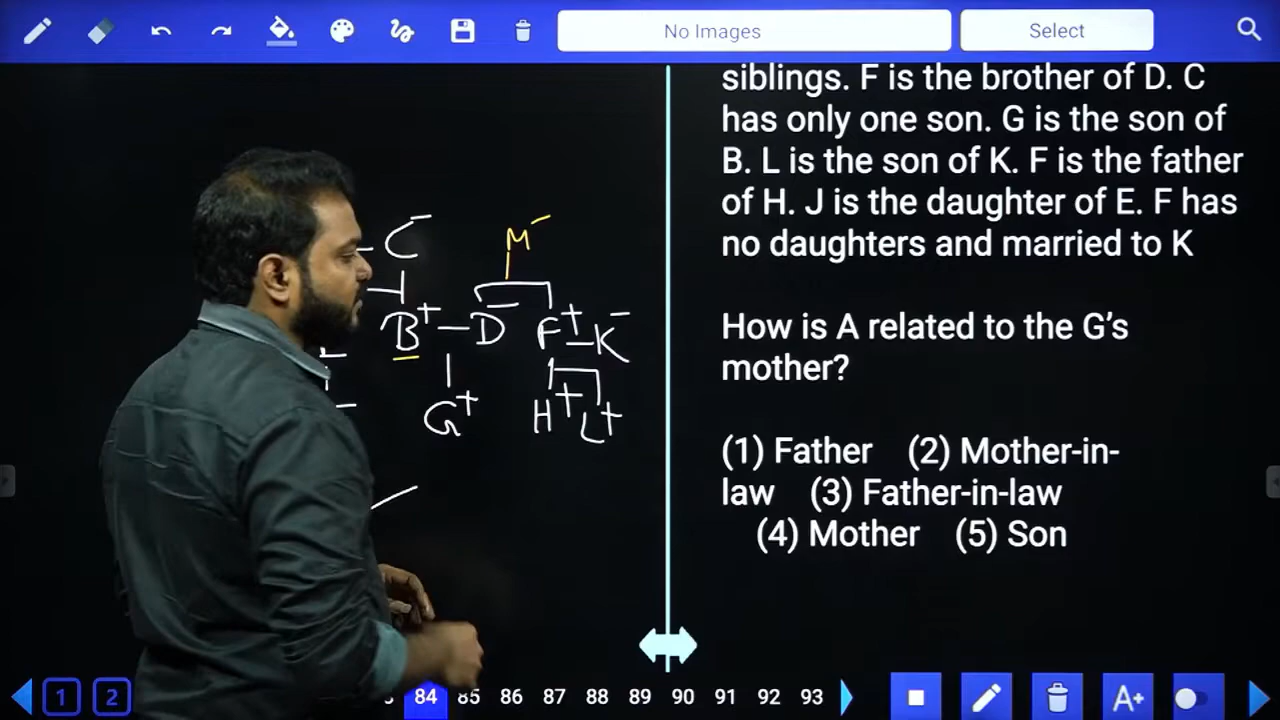 No Images
Select
siblings. F is the brother of D. C
has only one son. G is the son of
B. L is the son of K. F is the father
of H. J is the daughter of E. F has
no daughters and married to K
How is A related to the G's
mother?
(1) Father (2) Mother-in-
law (3) Father-in-law
(4) Mother (5) Son
C-
M-
B+ — D- F+ — K-
G+ H+ L+
1 2 84 85 86 87 88 89 90 91 92 93
A+